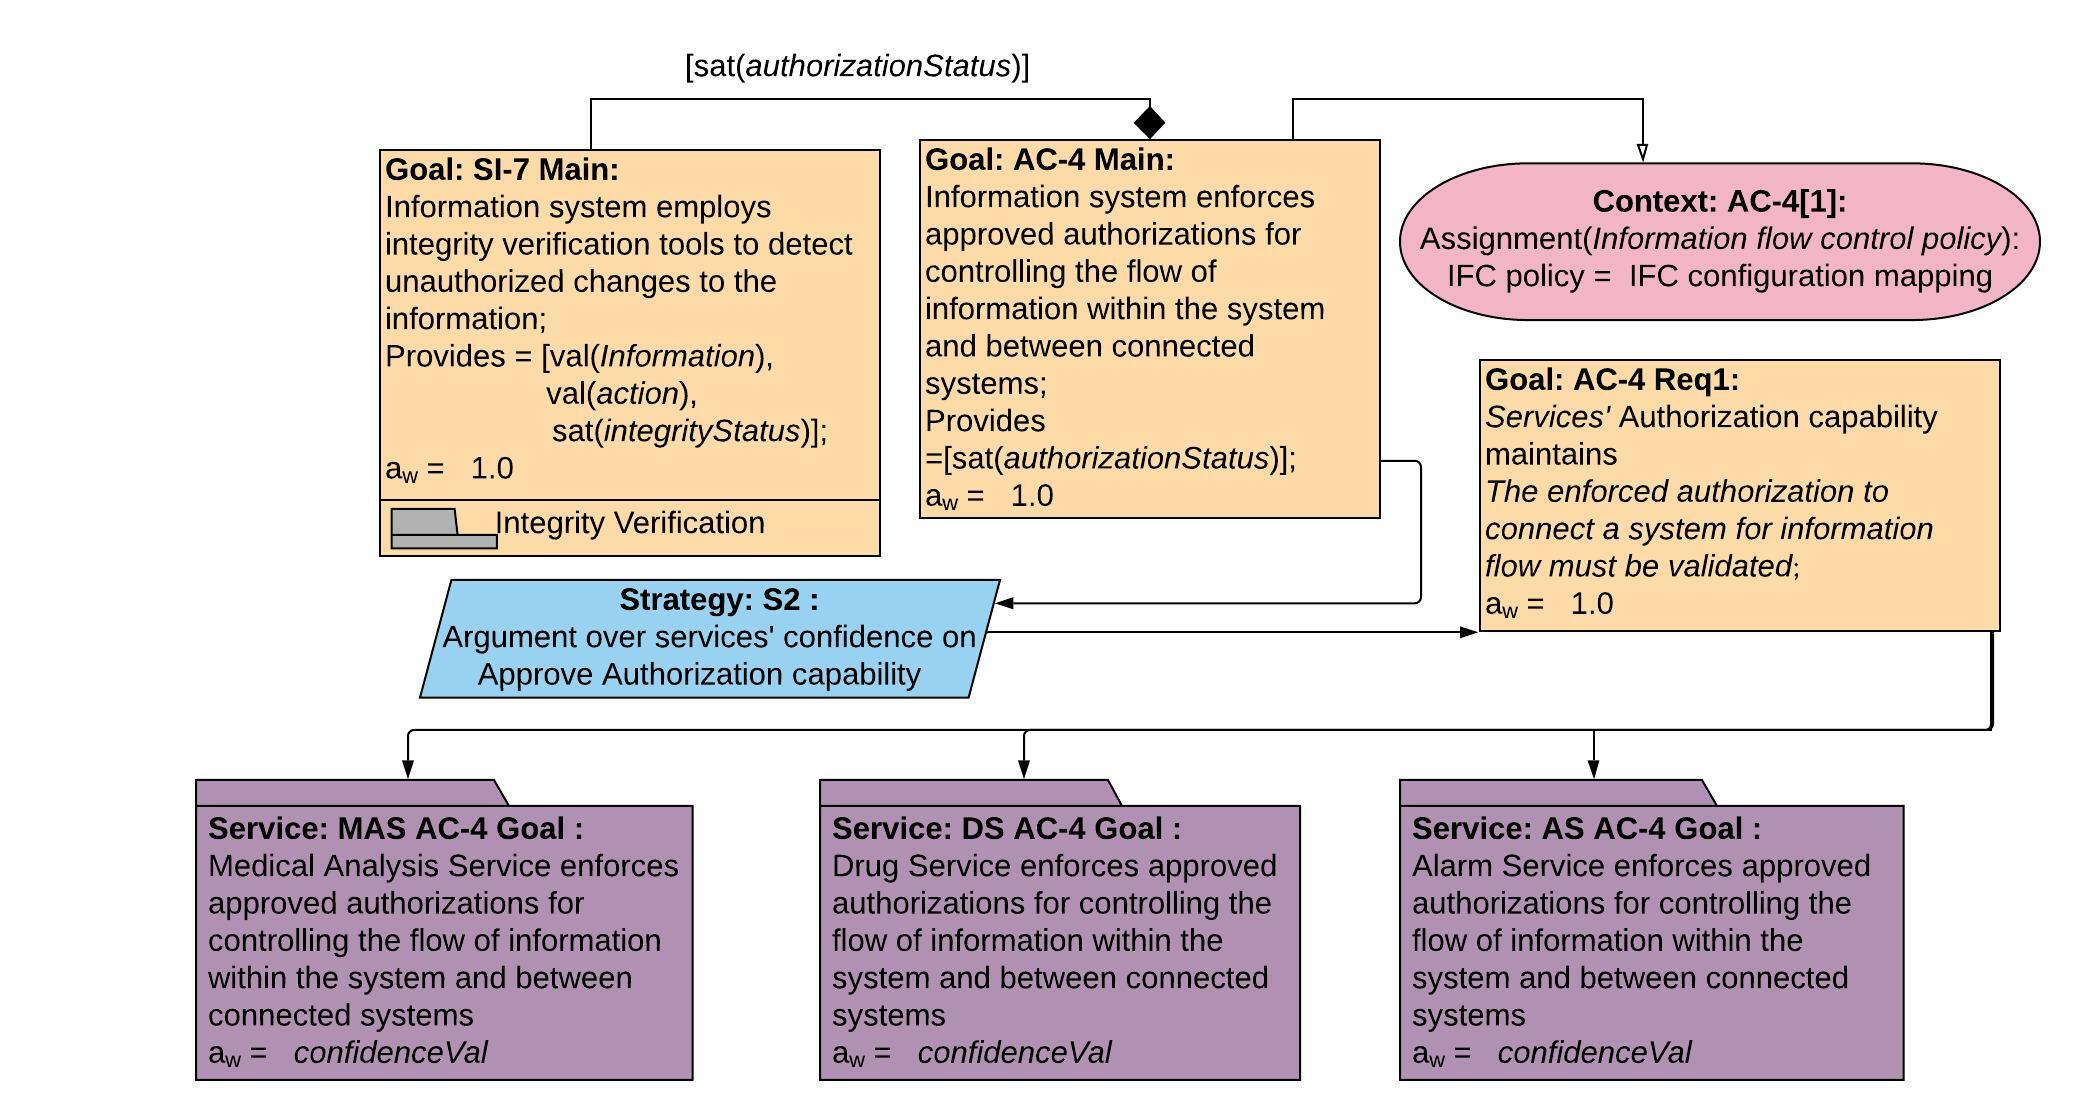 [sat(authorizationStatus)]
Goal: SI-7 Main:
Information system employs
integrity verification tools to detect
unauthorized changes to the
information;
Provides = [val(Information),
val(action),
sat(integrityStatus)];
aw = 1.0
Integrity Verification
Goal: AC-4 Main:
Information system enforces
approved authorizations for
controlling the flow of
information within the system
and between connected
systems;
Provides
=[sat(authorizationStatus)];
aw = 1.0
Context: AC-4[1]:
Assignment(Information flow control policy):
IFC policy = IFC configuration mapping
Goal: AC-4 Req1:
Services' Authorization capability
maintains
The enforced authorization to
connect a system for information
flow must be validated;
aw = 1.0
Strategy: S2 :
Argument over services' confidence on
Approve Authorization capability
Service: MAS AC-4 Goal :
Medical Analysis Service enforces
approved authorizations for
controlling the flow of information
within the system and between
connected systems
aw = confidenceVal
Service: DS AC-4 Goal :
Drug Service enforces approved
authorizations for controlling the
flow of information within the
system and between connected
systems
aw = confidenceVal
Service: AS AC-4 Goal :
Alarm Service enforces approved
authorizations for controlling the
flow of information within the
system and between connected
systems
aw = confidenceVal